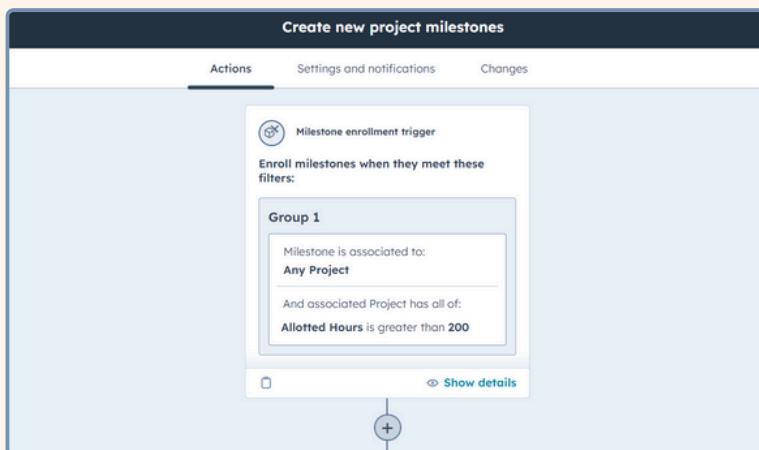 Create new project milestones
Actions
Settings and notifications
Changes
Milestone enrollment trigger
Enroll milestones when they meet these
filters:
Group 1
Milestone is associated to:
Any Project
And associated Project has all of:
Allotted Hours is greater than 200
Show details